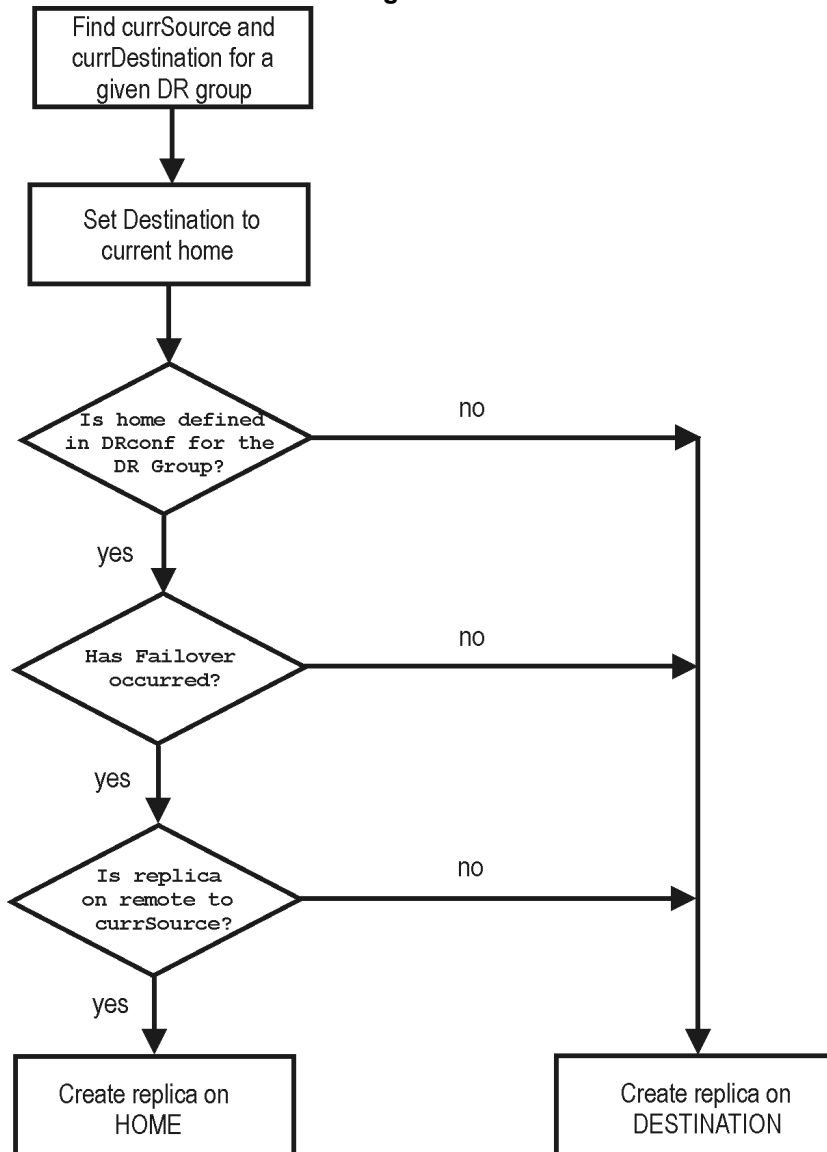 Find currSource and
currDestination for a
given DR group
Set Destination to
current home
Is home defined
in DRconf for the
DR Group?
no
yes
Has Failover
occurred?
no
yes
Is replica
on remote to
currSource?
no
yes
Create replica on
HOME
Create replica on
DESTINATION